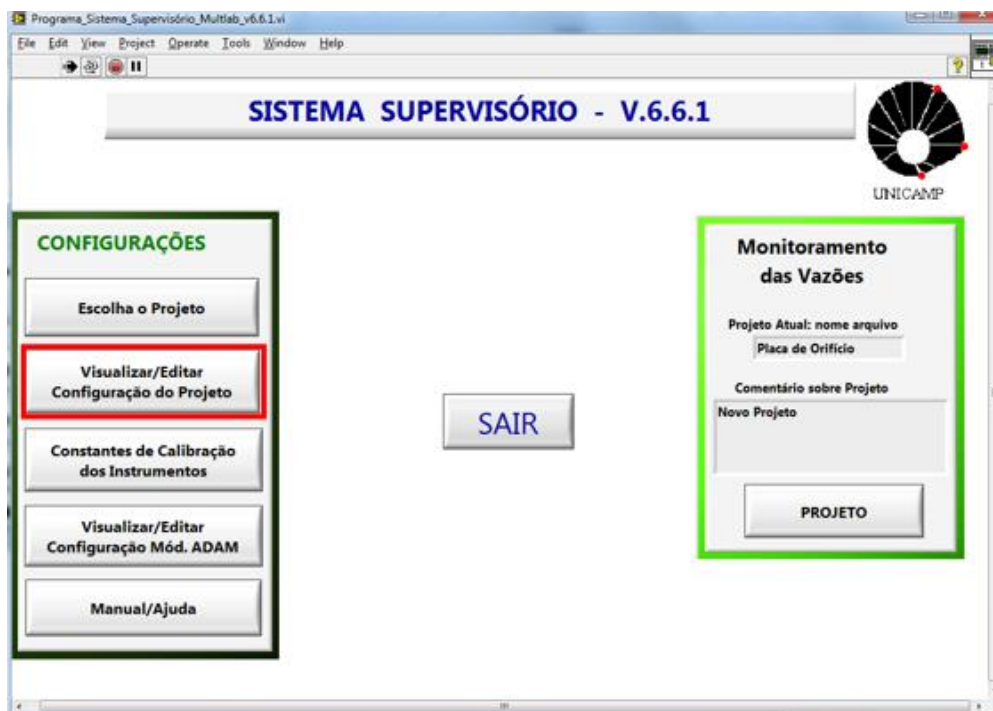 Programa_Sistema_Supervisório_Multlab_v6.6.1.vi
File Edit View Project Operate Tools Window Help
SISTEMA SUPERVISÓRIO - V.6.6.1
UNICAMP
CONFIGURAÇÕES
Escolha o Projeto
Visualizar/Editar
Configuração do Projeto
Constantes de Calibração
dos Instrumentos
Visualizar/Editar
Configuração Mód. ADAM
Manual/Ajuda
SAIR
Monitoramento
das Vazões
Projeto Atual: nome arquivo
Placa de Orifício
Comentário sobre Projeto
Novo Projeto
PROJETO